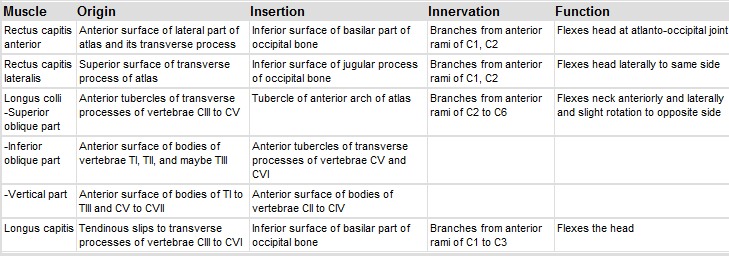 Muscle Origin Insertion Innervation Function
Rectus capitis anterior Anterior surface of lateral part of atlas and its transverse process Inferior surface of basilar part of occipital bone Branches from anterior rami of C1, C2 Flexes head at atlanto-occipital joint
Rectus capitis lateralis Superior surface of transverse process of atlas Inferior surface of jugular process of occipital bone Branches from anterior rami of C1, C2 Flexes head laterally to same side
Longus colli -Superior oblique part Anterior tubercles of transverse processes of vertebrae CIII to CV Tubercle of anterior arch of atlas Branches from anterior rami of C2 to C6 Flexes neck anteriorly and laterally and slight rotation to opposite side
-Inferior oblique part Anterior surface of bodies of vertebrae TI, TII, and maybe TIII Anterior tubercles of transverse processes of vertebrae CV and CVI
-Vertical part Anterior surface of bodies of TI to TIII and CV to CVII Anterior surface of bodies of vertebrae CII to CIV
Longus capitis Tendinous slips to transverse processes of vertebrae CIII to CVI Inferior surface of basilar part of occipital bone Branches from anterior rami of C1 to C3 Flexes the head